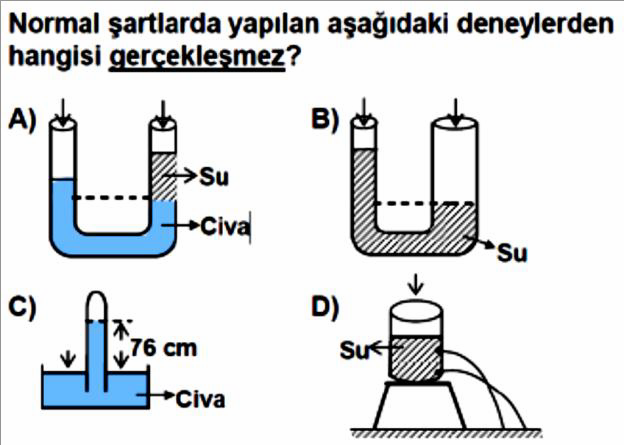 Normal şartlarda yapılan aşağıdaki deneylerden
hangisi gerçekleşmez?
A)
Su
Civa
B)
Su
C)
76 cm
Civa
D)
Su